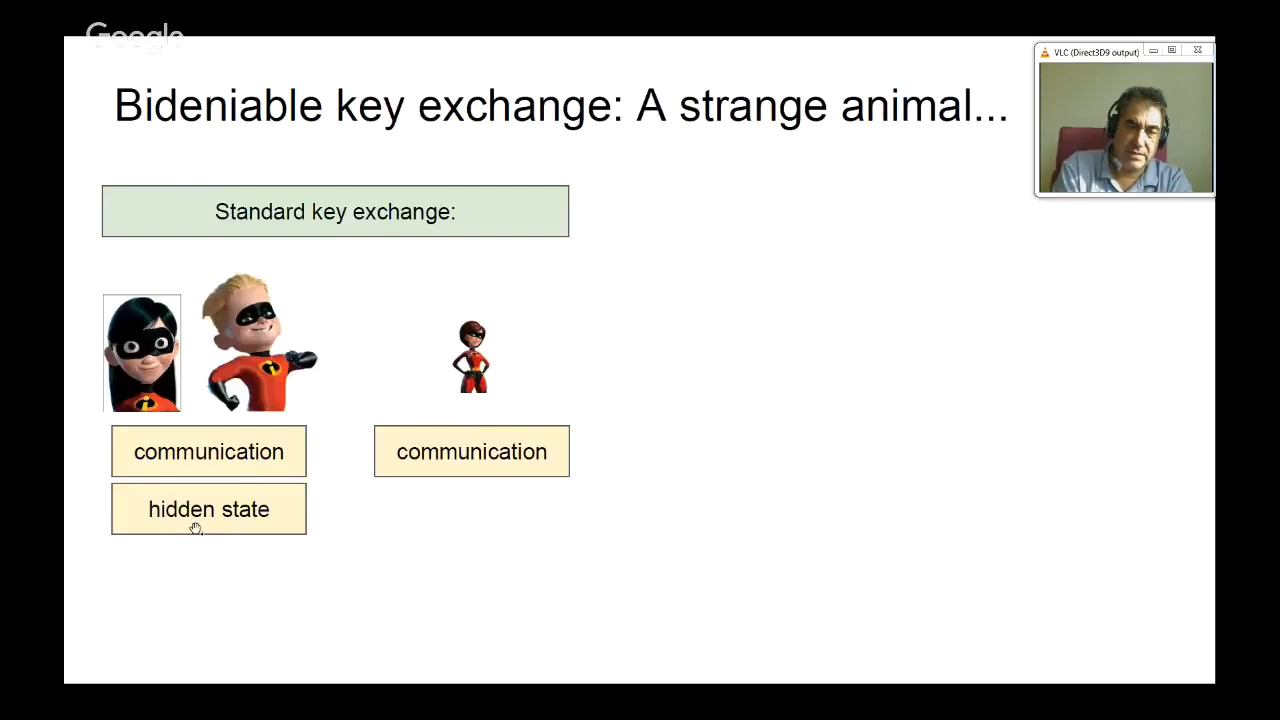 Google
VLC (Direct3D9 output)
Bideniable key exchange: A strange animal...
Standard key exchange:
communication
communication
hidden state